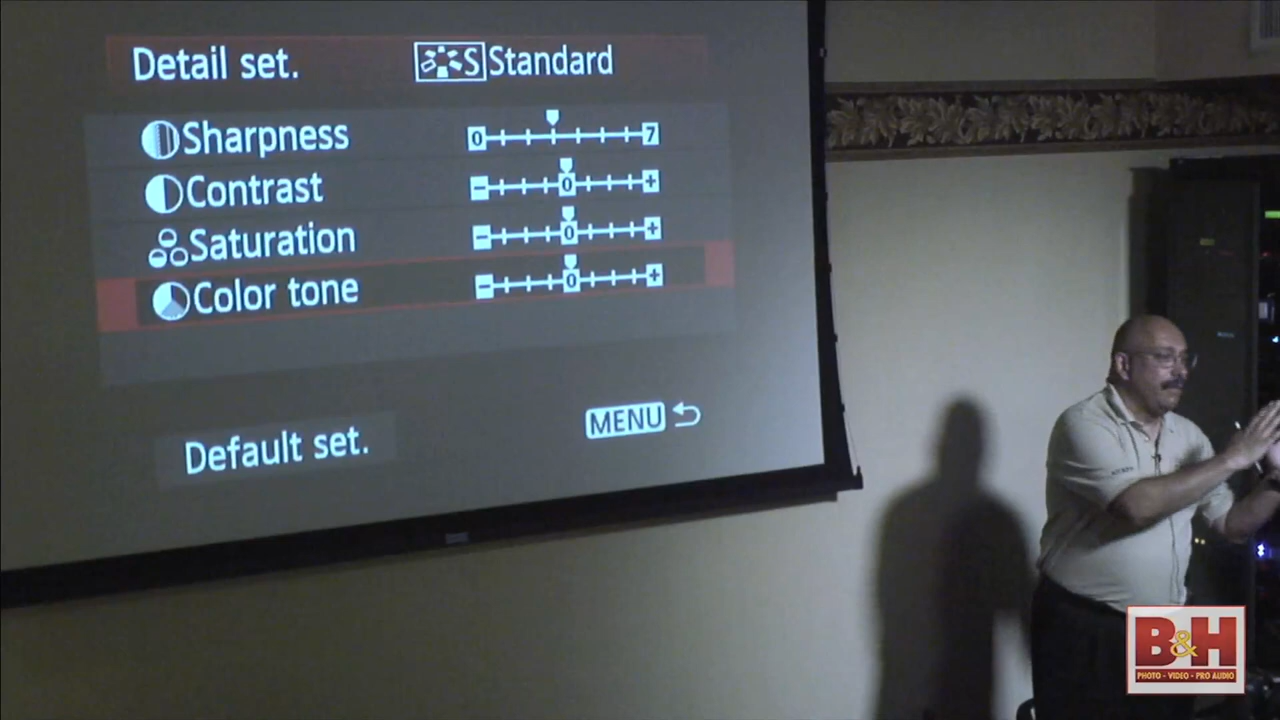 Detail set. S Standard
Sharpness 0 7
Contrast − 0 +
Saturation − 0 +
Color tone − 0 +
MENU
Default set.
B&H
PHOTO - VIDEO - PRO AUDIO